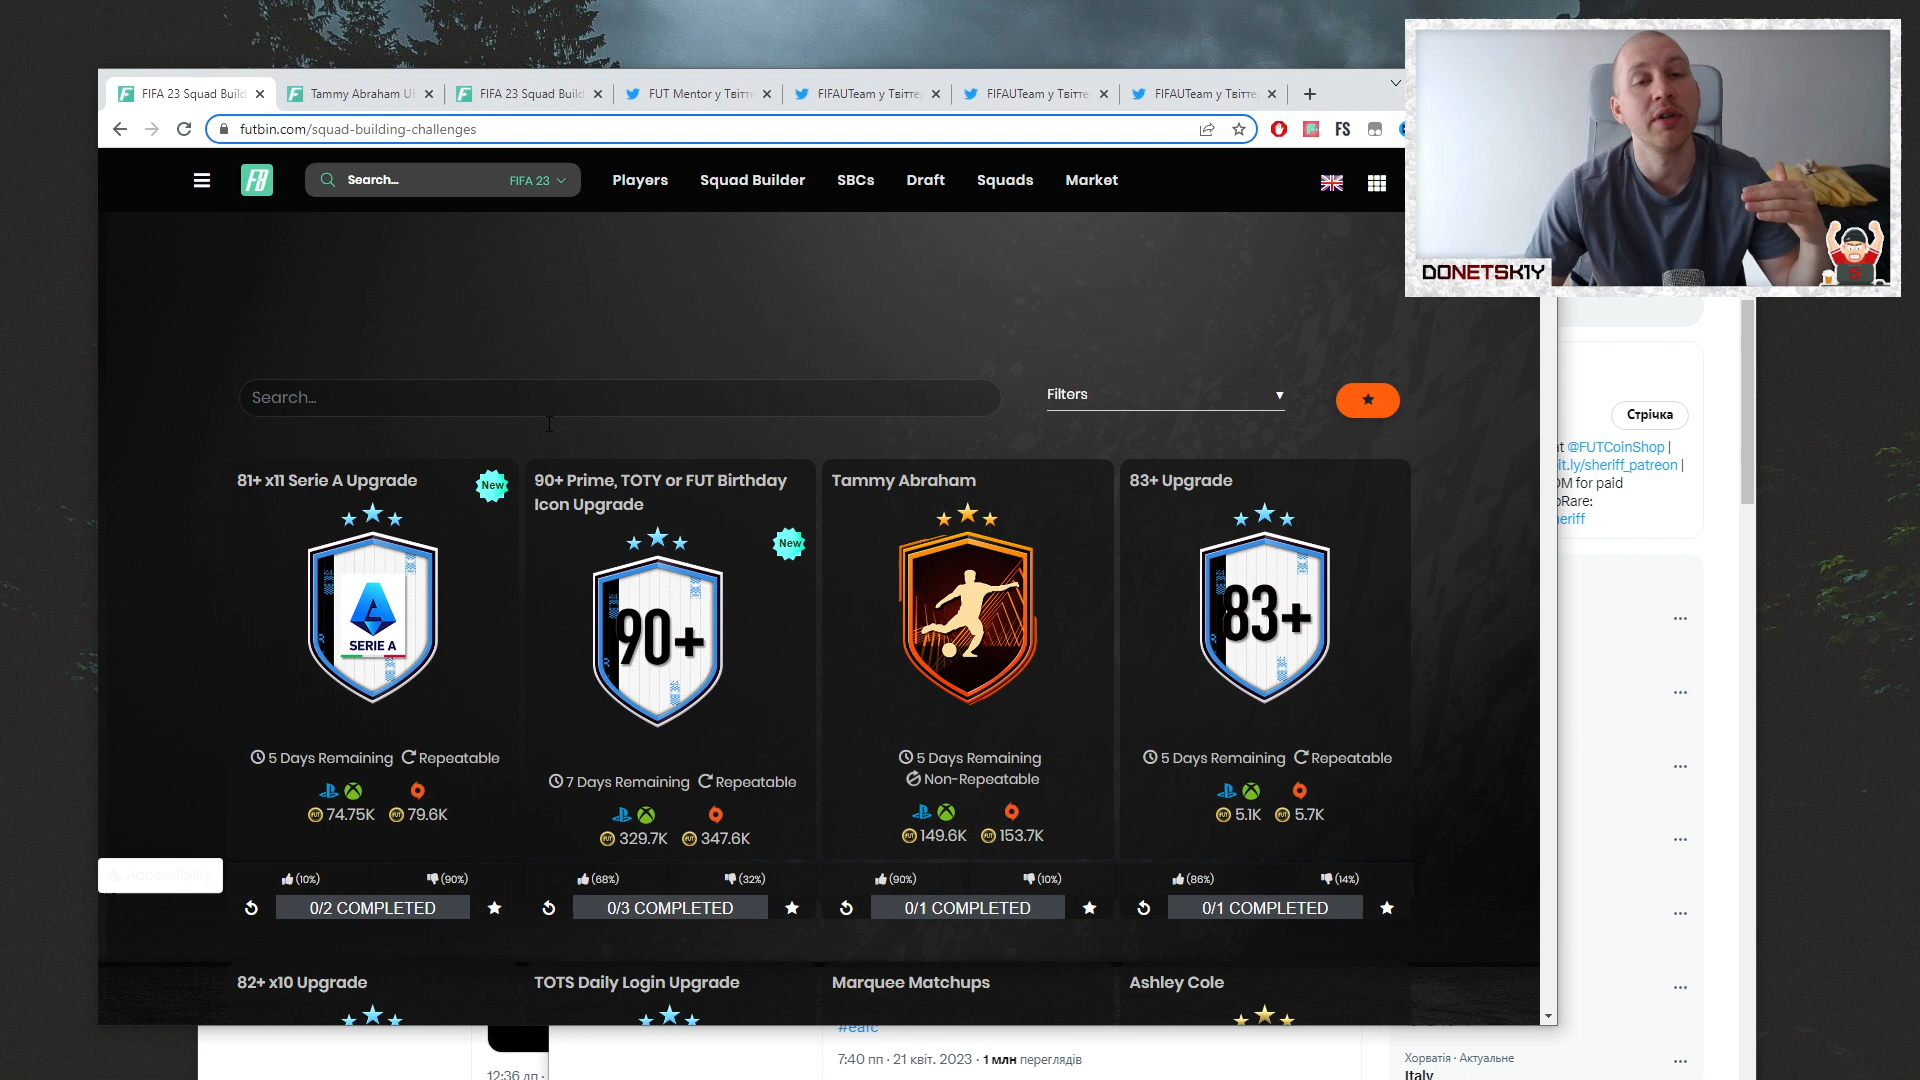 FIFA 23 Squad Build
Tammy Abraham Ul
FIFA 23 Squad Build
FUT Mentor у Твітте
FIFAUTeam у Твітте
FIFAUTeam у Твітте
FIFAUTeam у Твітте
futbin.com/squad-building-challenges
FS
Search...
FIFA 23
Players
Squad Builder
SBCs
Draft
Squads
Market
DONETSK1Y
Search...
Filters
Стрічка
at @FUTCoinShop |
it.ly/sheriff_patreon |
DM for paid
oRare:
eriff
81+ x11 Serie A Upgrade
New
SERIE A
5 Days Remaining
Repeatable
74.75K
79.6K
(10%)
(90%)
0/2 COMPLETED
90+ Prime, TOTY or FUT Birthday
Icon Upgrade
New
90+
7 Days Remaining
Repeatable
329.7K
347.6K
(68%)
(32%)
0/3 COMPLETED
Tammy Abraham
5 Days Remaining
Non-Repeatable
149.6K
153.7K
(90%)
(10%)
0/1 COMPLETED
83+ Upgrade
83+
5 Days Remaining
Repeatable
5.1K
5.7K
(86%)
(14%)
0/1 COMPLETED
Accessibility
82+ x10 Upgrade
TOTS Daily Login Upgrade
Marquee Matchups
Ashley Cole
#eafc
7:40 пп · 21 квіт. 2023 · 1 млн переглядів
12:36 дп ·
Хорватія · Актуальне
Italy